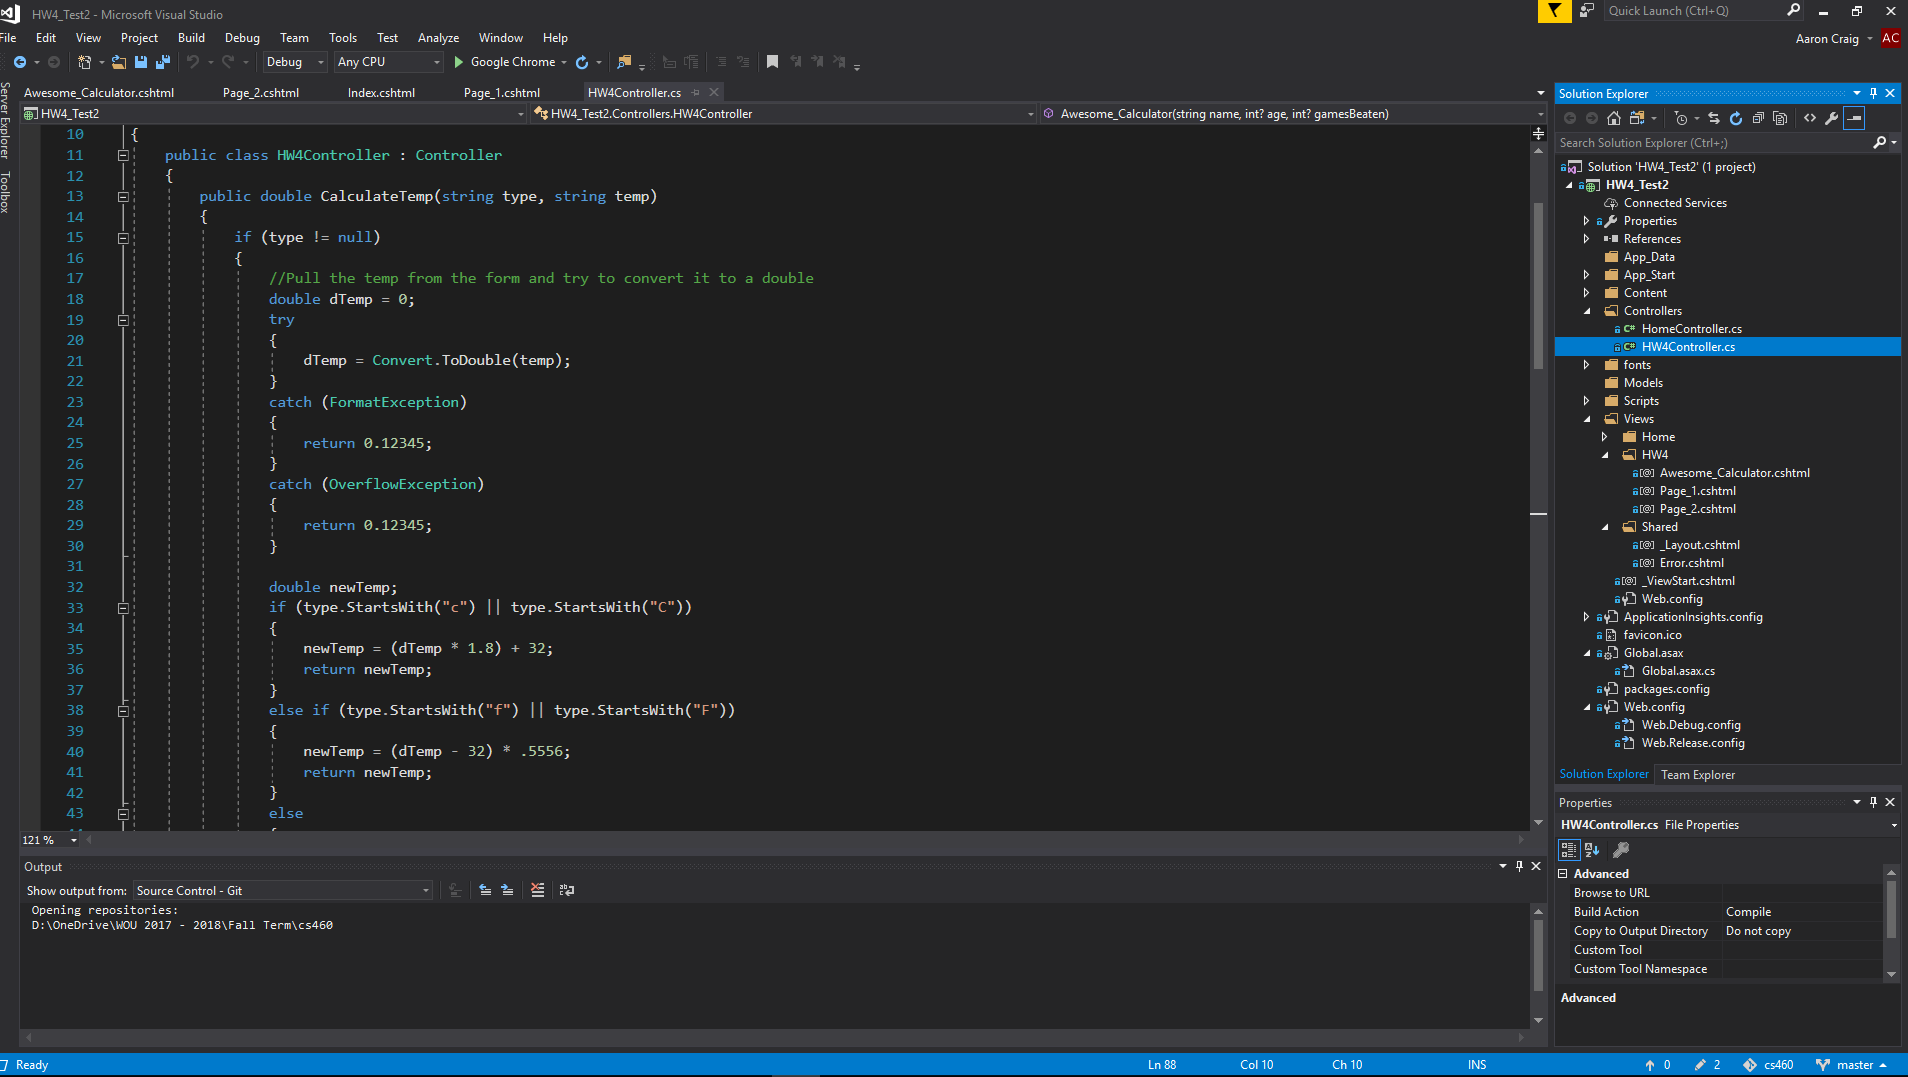 HW4_Test2 - Microsoft Visual Studio
Quick Launch (Ctrl+Q)
File Edit View Project Build Debug Team Tools Test Analyze Window Help
Aaron Craig AC
Debug Any CPU Google Chrome
Server Explorer
Toolbox
Awesome_Calculator.cshtml Page_2.cshtml Index.cshtml Page_1.cshtml HW4Controller.cs
HW4_Test2 HW4_Test2.Controllers.HW4Controller Awesome_Calculator(string name, int? age, int? gamesBeaten)
10 {
11 public class HW4Controller : Controller
12 {
13 public double CalculateTemp(string type, string temp)
14 {
15 if (type != null)
16 {
17 //Pull the temp from the form and try to convert it to a double
18 double dTemp = 0;
19 try
20 {
21 dTemp = Convert.ToDouble(temp);
22 }
23 catch (FormatException)
24 {
25 return 0.12345;
26 }
27 catch (OverflowException)
28 {
29 return 0.12345;
30 }
31
32 double newTemp;
33 if (type.StartsWith("c") || type.StartsWith("C"))
34 {
35 newTemp = (dTemp * 1.8) + 32;
36 return newTemp;
37 }
38 else if (type.StartsWith("f") || type.StartsWith("F"))
39 {
40 newTemp = (dTemp - 32) * .5556;
41 return newTemp;
42 }
43 else
121 %
Output
Show output from: Source Control - Git
Opening repositories:
D:\OneDrive\WOU 2017 - 2018\Fall Term\cs460
Solution Explorer
Search Solution Explorer (Ctrl+;)
Solution 'HW4_Test2' (1 project)
HW4_Test2
Connected Services
Properties
References
App_Data
App_Start
Content
Controllers
C# HomeController.cs
C# HW4Controller.cs
fonts
Models
Scripts
Views
Home
HW4
[@] Awesome_Calculator.cshtml
[@] Page_1.cshtml
[@] Page_2.cshtml
Shared
[@] _Layout.cshtml
[@] Error.cshtml
[@] _ViewStart.cshtml
Web.config
ApplicationInsights.config
favicon.ico
Global.asax
Global.asax.cs
packages.config
Web.config
Web.Debug.config
Web.Release.config
Solution Explorer Team Explorer
Properties
HW4Controller.cs File Properties
Advanced
Browse to URL
Build Action Compile
Copy to Output Directory Do not copy
Custom Tool
Custom Tool Namespace
Advanced
Ready Ln 88 Col 10 Ch 10 INS 0 2 cs460 master